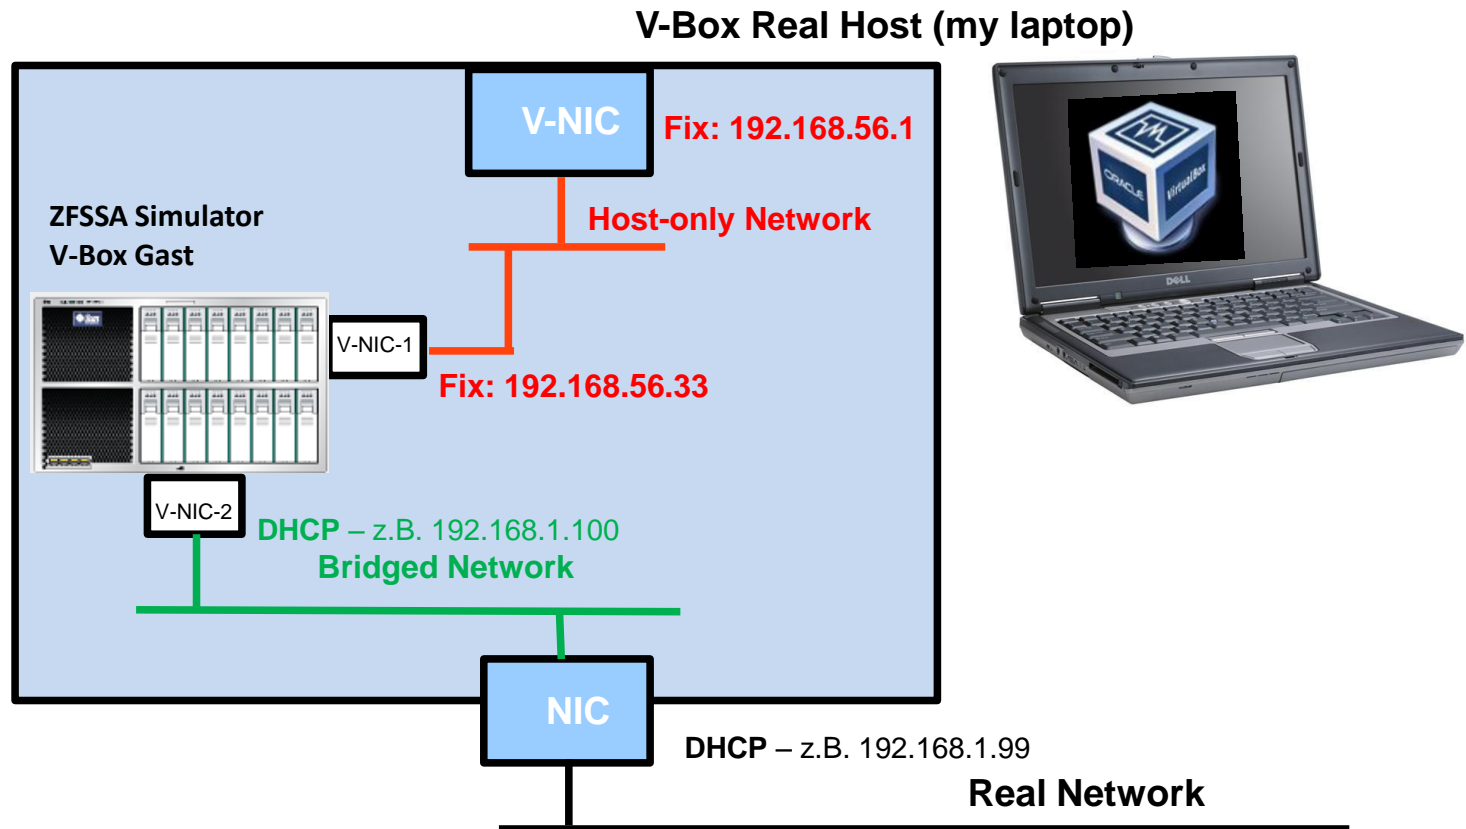 V-Box Real Host (my laptop)
V-NIC
Fix: 192.168.56.1
ORACLE
VirtualBox
ZFSSA Simulator
V-Box Gast
Host-only Network
DELL
Sun
V-NIC-1
Fix: 192.168.56.33
V-NIC-2
DHCP – z.B. 192.168.1.100
Bridged Network
NIC
DHCP – z.B. 192.168.1.99
Real Network